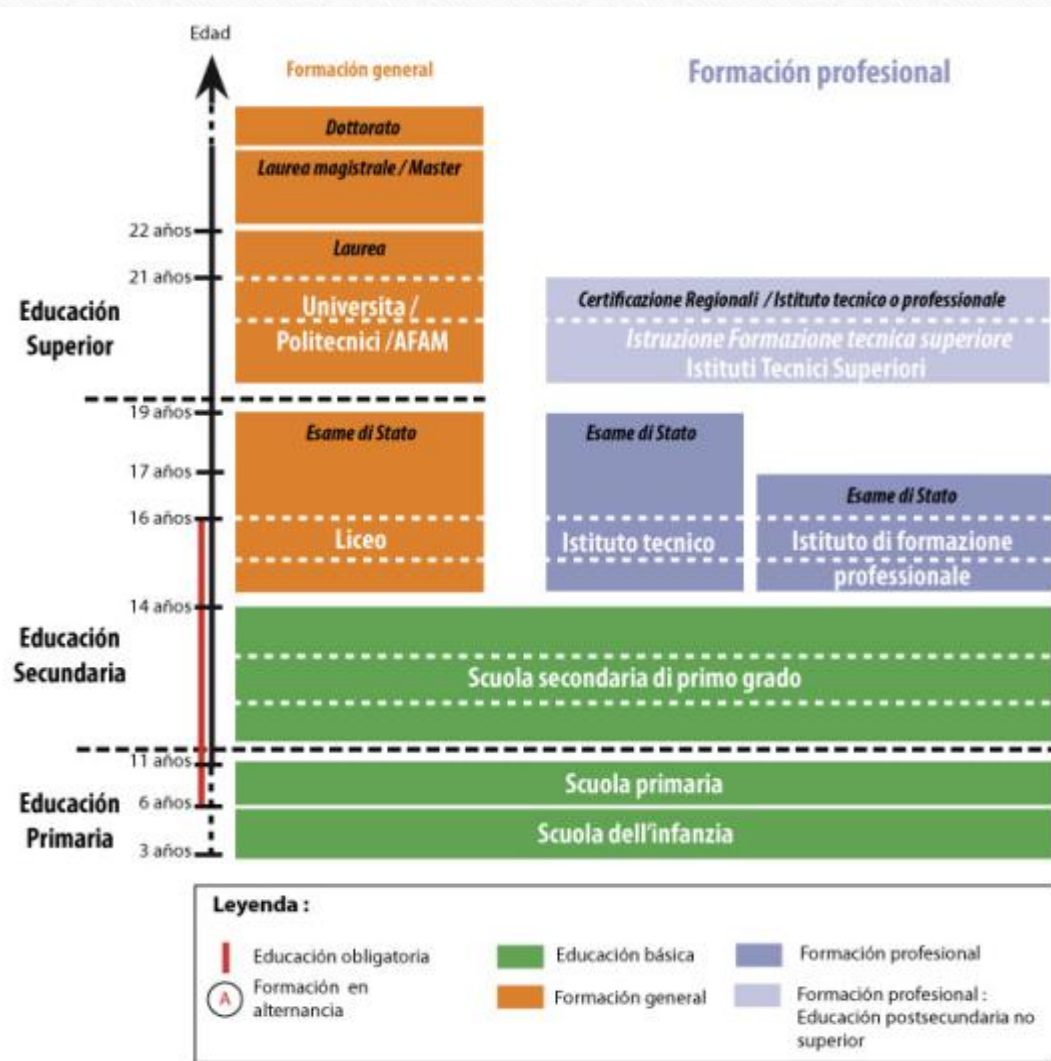 Edad
Formación general
Formación profesional
Dottorato
Laurea magistrale / Master
22 años
Laurea
21 años
Educación
Superior
Universita /
Politecnici /AFAM
Certificazione Regionali / Istituto tecnico o professionale
Istruzione Formazione tecnica superiore
Istituti Tecnici Superiori
19 años
Esame di Stato
Esame di Stato
17 años
Esame di Stato
16 años
Liceo
Istituto tecnico
Istituto di formazione
professionale
14 años
Educación
Secundaria
Scuola secondaria di primo grado
11 años
Scuola primaria
Educación
Primaria
6 años
Scuola dell'infanzia
3 años
Leyenda :
Educación obligatoria
Educación básica
Formación profesional
A
Formación en
alternancia
Formación general
Formación profesional :
Educación postsecundaria no
superior